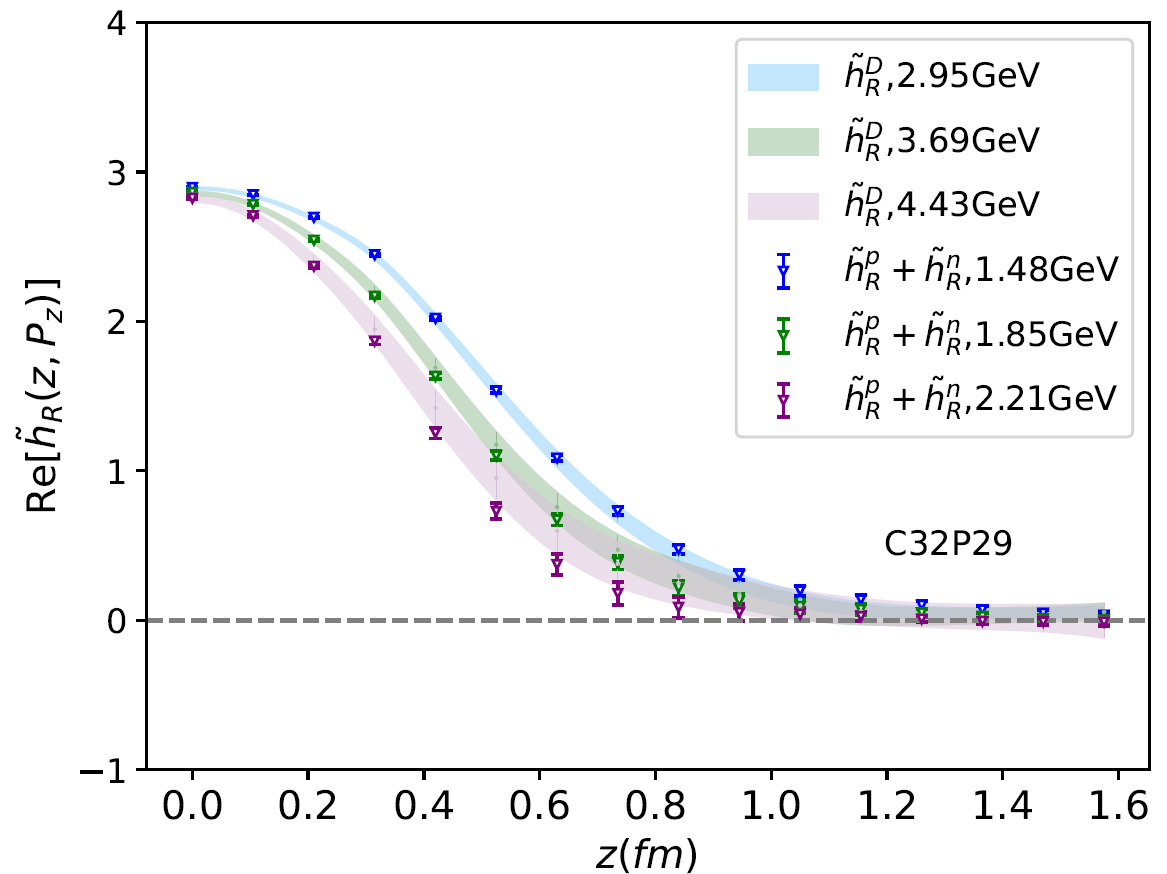 4
3
2
1
0
−1
Re[h̃_R(z, P_z)]
h̃_R^D,2.95GeV
h̃_R^D,3.69GeV
h̃_R^D,4.43GeV
h̃_R^p + h̃_R^n,1.48GeV
h̃_R^p + h̃_R^n,1.85GeV
h̃_R^p + h̃_R^n,2.21GeV
C32P29
0.0 0.2 0.4 0.6 0.8 1.0 1.2 1.4 1.6
z(fm)